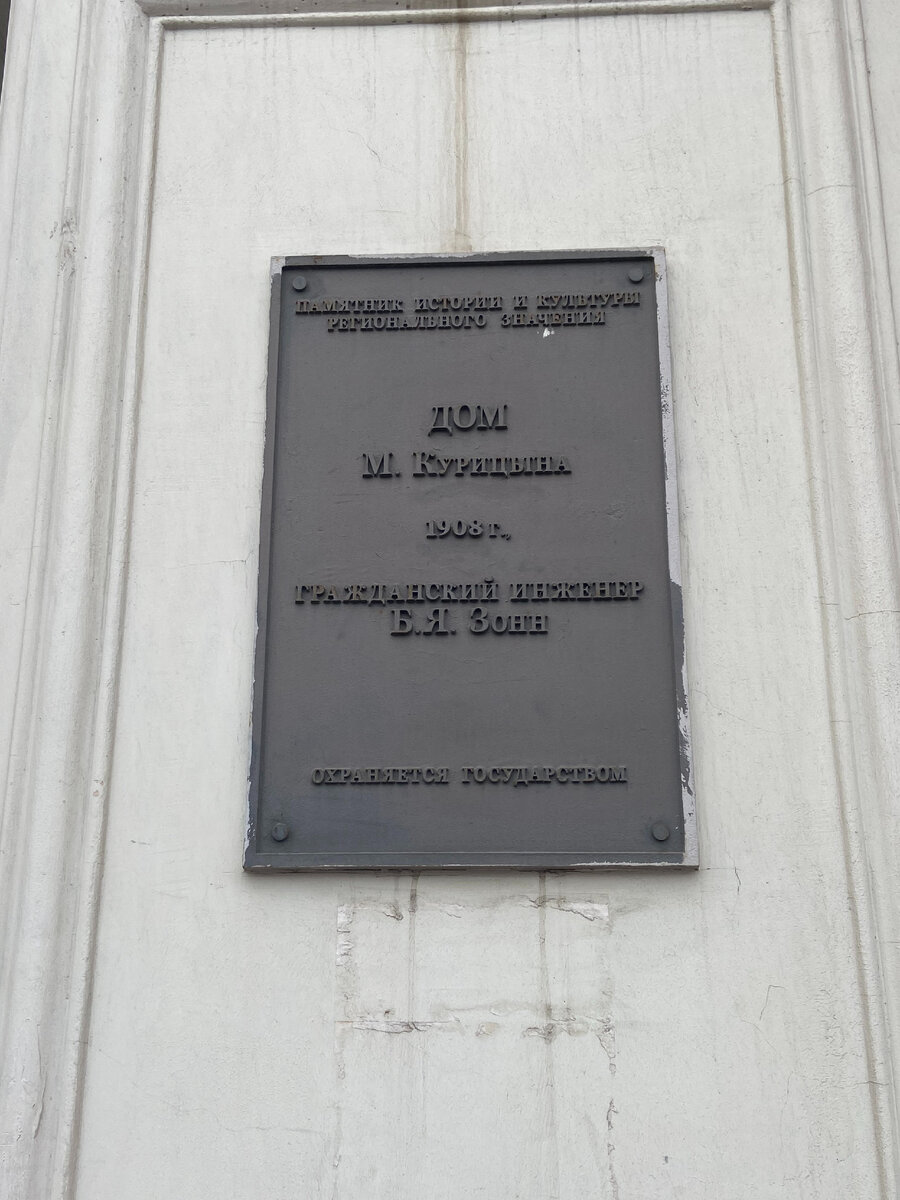 ПАМЯТНИК ИСТОРИИ И КУЛЬТУРЫ
РЕГИОНАЛЬНОГО ЗНАЧЕНИЯ
ДОМ
М. КУРИЦЫНА
1908 г.,
ГРАЖДАНСКИЙ ИНЖЕНЕР
Б.Я. ЗОНН
ОХРАНЯЕТСЯ ГОСУДАРСТВОМ